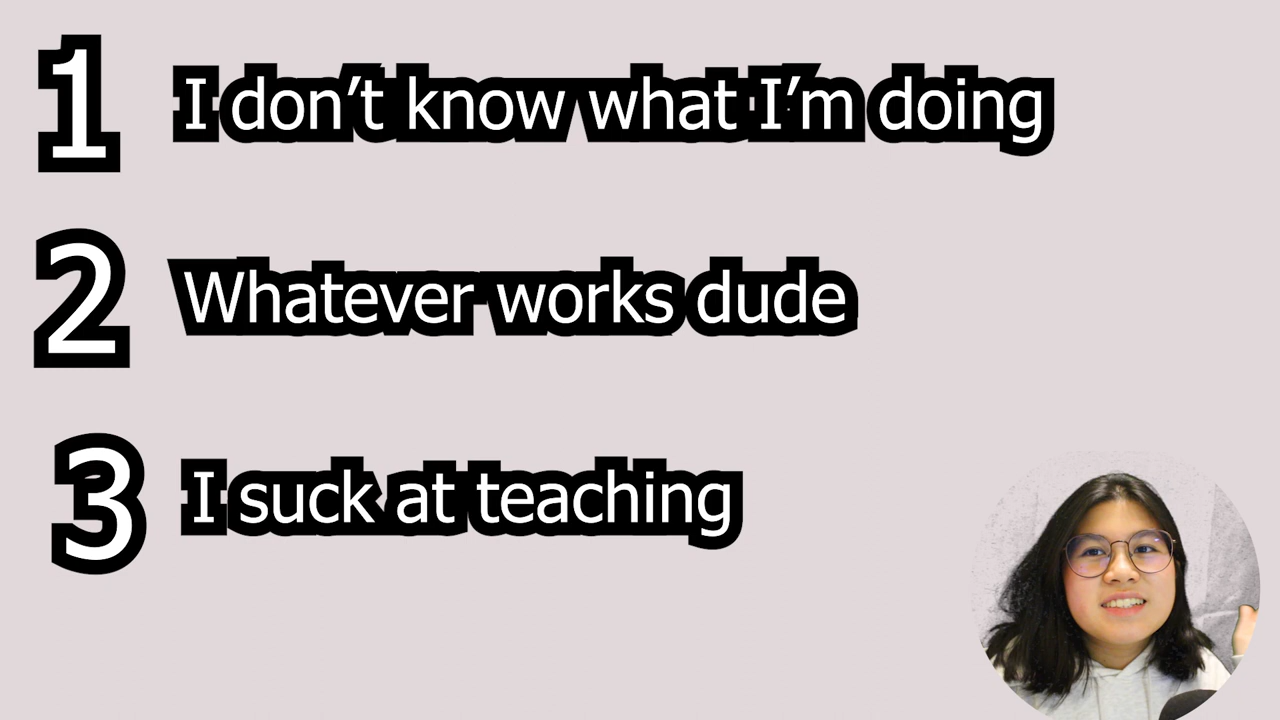 1 I don’t know what I’m doing
2 Whatever works dude
3 I suck at teaching